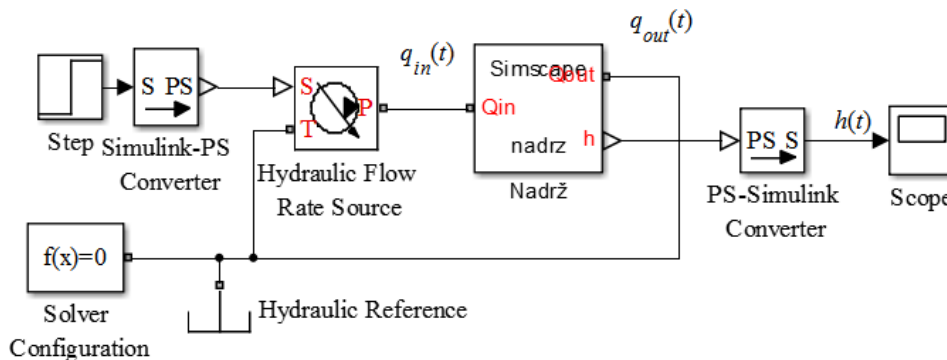 q_out(t)
q_in(t)
Step
S PS
Simulink-PS
Converter
S
P
T
Hydraulic Flow
Rate Source
Simscape
Qout
Qin
nadrz
h
Nadrž
PS S
PS-Simulink
Converter
h(t)
Scope
f(x)=0
Solver
Configuration
Hydraulic Reference